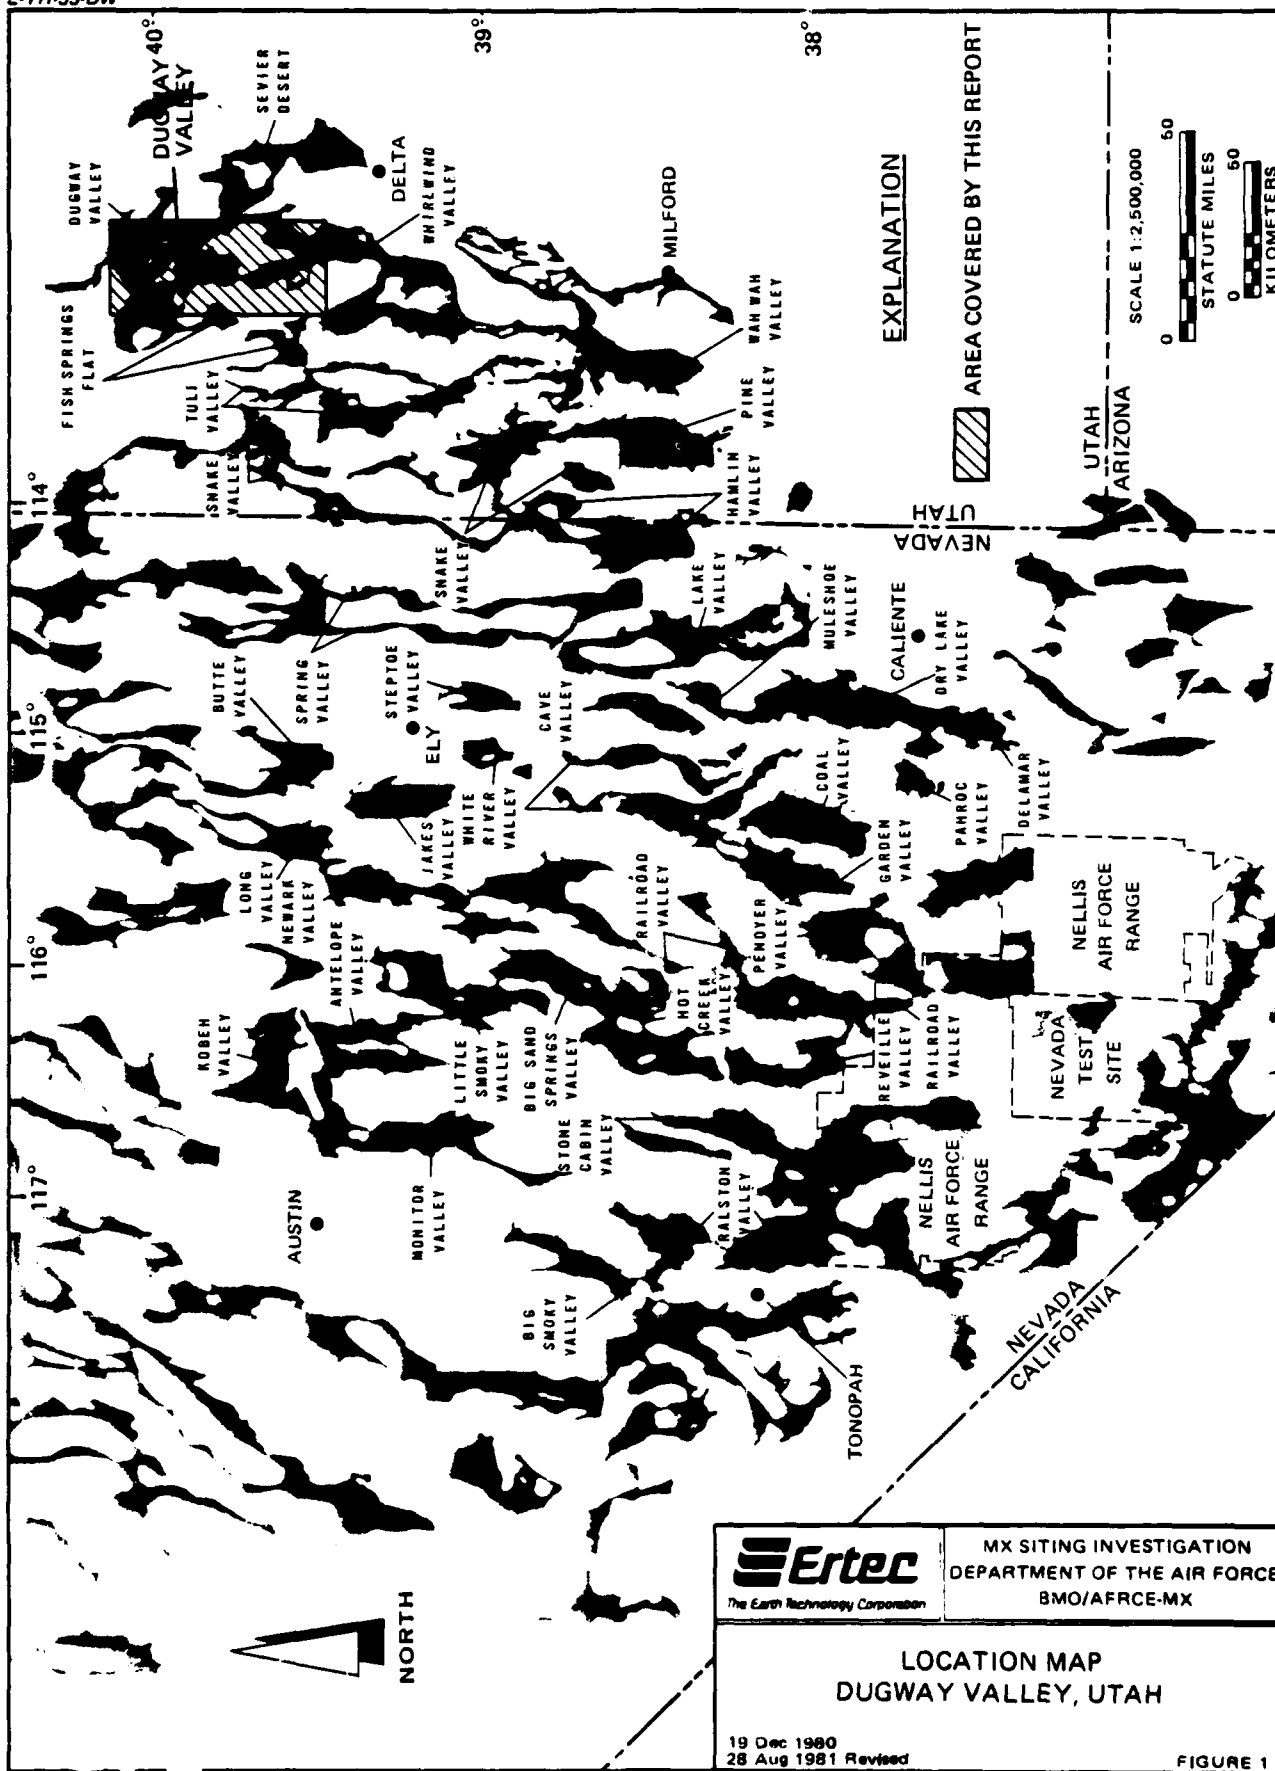 40°
39°
38°
DUGWAY
VALLEY
DUGWAY
VALLEY
SEVIER
DESERT
DELTA
WHIRLWIND
VALLEY
MILFORD
FISH SPRINGS
FLAT
TULE
VALLEY
SNAKE
VALLEY
WAH WAH
VALLEY
PINE
VALLEY
HAMLIN
VALLEY
SNAKE
VALLEY
114°
115°
116°
117°
NEVADA
UTAH
UTAH
ARIZONA
EXPLANATION
AREA COVERED BY THIS REPORT
SCALE 1:2,500,000
0 50
STATUTE MILES
0 50
KILOMETERS
BUTTE
VALLEY
SPRING
VALLEY
STEPTOE
VALLEY
ELY
CAVE
VALLEY
LAKE
VALLEY
MULESHOE
VALLEY
CALIENTE
DRY LAKE
VALLEY
DELAMAR
VALLEY
PAHROC
VALLEY
COAL
VALLEY
GARDEN
VALLEY
WHITE
RIVER
VALLEY
JAKES
VALLEY
LONG
VALLEY
NEWARK
VALLEY
ANTELOPE
VALLEY
KOBEH
VALLEY
LITTLE
SMOKY
VALLEY
BIG SAND
SPRINGS
VALLEY
RAILROAD
VALLEY
HOT
CREEK
VALLEY
PENOYER
VALLEY
REVEILLE
VALLEY
RAILROAD
VALLEY
STONE
CABIN
VALLEY
RALSTON
VALLEY
MONITOR
VALLEY
AUSTIN
BIG
SMOKY
VALLEY
TONOPAH
NELLIS
AIR FORCE
RANGE
NEVADA
TEST
SITE
NELLIS
AIR FORCE
RANGE
NEVADA
CALIFORNIA
NORTH
Ertec
The Earth Technology Corporation
MX SITING INVESTIGATION
DEPARTMENT OF THE AIR FORCE
BMO/AFRCE-MX
LOCATION MAP
DUGWAY VALLEY, UTAH
19 Dec 1980
28 Aug 1981 Revised
FIGURE 1